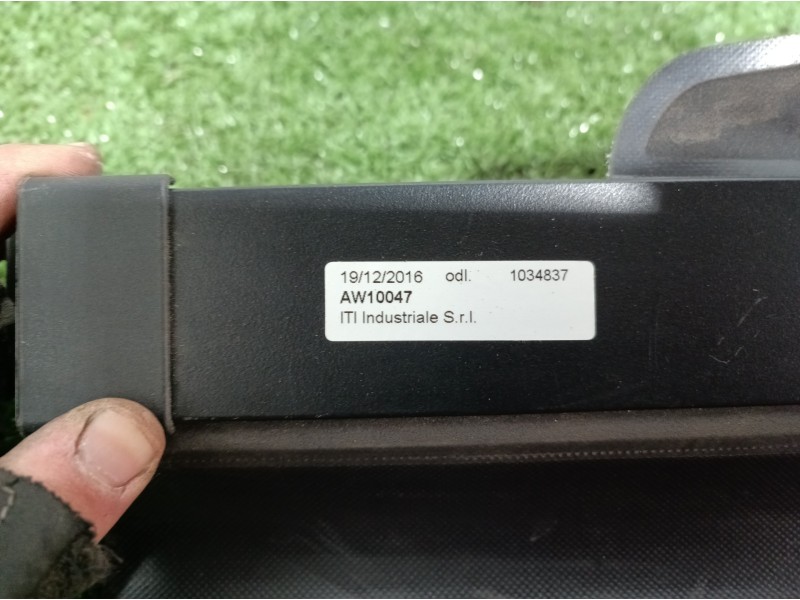 19/12/2016 odl. 1034837
AW10047
ITI Industriale S.r.l.